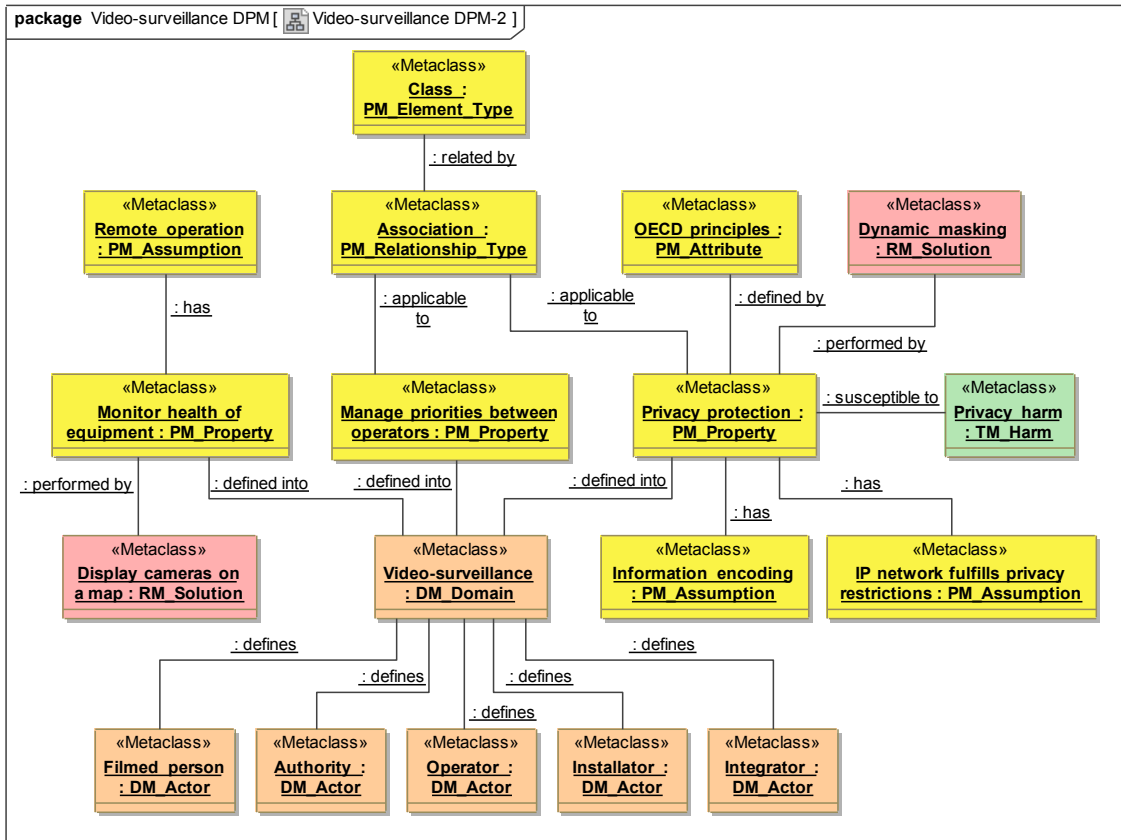 package Video-surveillance DPM [ Video-surveillance DPM-2 ]
«Metaclass»
Class :
PM_Element_Type
: related by
«Metaclass»
Remote operation
: PM_Assumption
«Metaclass»
Association :
PM_Relationship_Type
«Metaclass»
OECD principles :
PM_Attribute
«Metaclass»
Dynamic masking
: RM_Solution
: has
: applicable
to
: applicable
to
: defined by
: performed by
«Metaclass»
Monitor health of
equipment : PM_Property
«Metaclass»
Manage priorities between
operators : PM_Property
«Metaclass»
Privacy protection :
PM_Property
: susceptible to
«Metaclass»
Privacy harm
: TM_Harm
: performed by
: defined into
: defined into
: defined into
: has
: has
«Metaclass»
Display cameras on
a map : RM_Solution
«Metaclass»
Video-surveillance
: DM_Domain
«Metaclass»
Information encoding
: PM_Assumption
«Metaclass»
IP network fulfills privacy
restrictions : PM_Assumption
: defines
: defines
: defines
: defines
: defines
«Metaclass»
Filmed person
: DM_Actor
«Metaclass»
Authority :
DM_Actor
«Metaclass»
Operator :
DM_Actor
«Metaclass»
Installator :
DM_Actor
«Metaclass»
Integrator :
DM_Actor